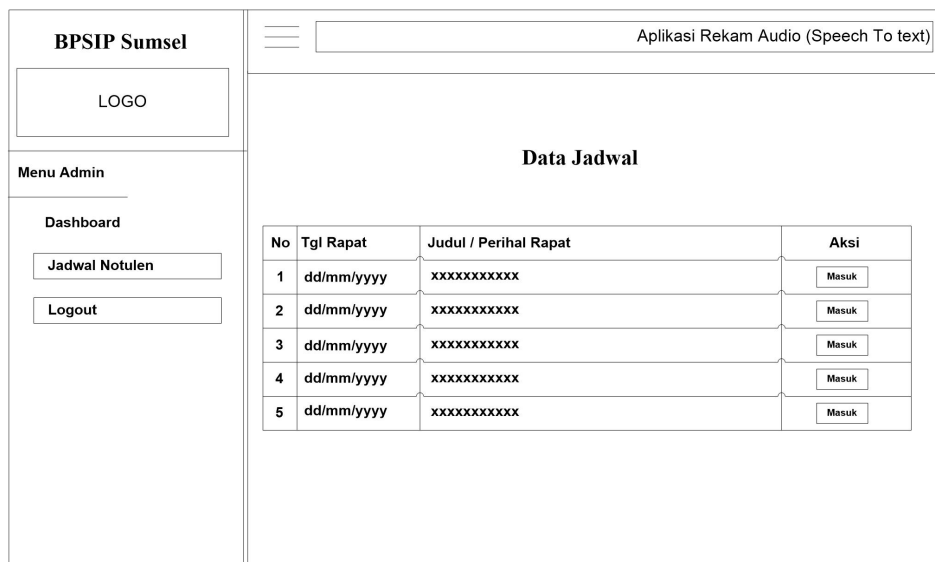 BPSIP Sumsel
LOGO
Menu Admin
Dashboard
Jadwal Notulen
Logout
Aplikasi Rekam Audio (Speech To text)
Data Jadwal
No Tgl Rapat Judul / Perihal Rapat Aksi
1 dd/mm/yyyy xxxxxxxxxxx Masuk
2 dd/mm/yyyy xxxxxxxxxxx Masuk
3 dd/mm/yyyy xxxxxxxxxxx Masuk
4 dd/mm/yyyy xxxxxxxxxxx Masuk
5 dd/mm/yyyy xxxxxxxxxxx Masuk